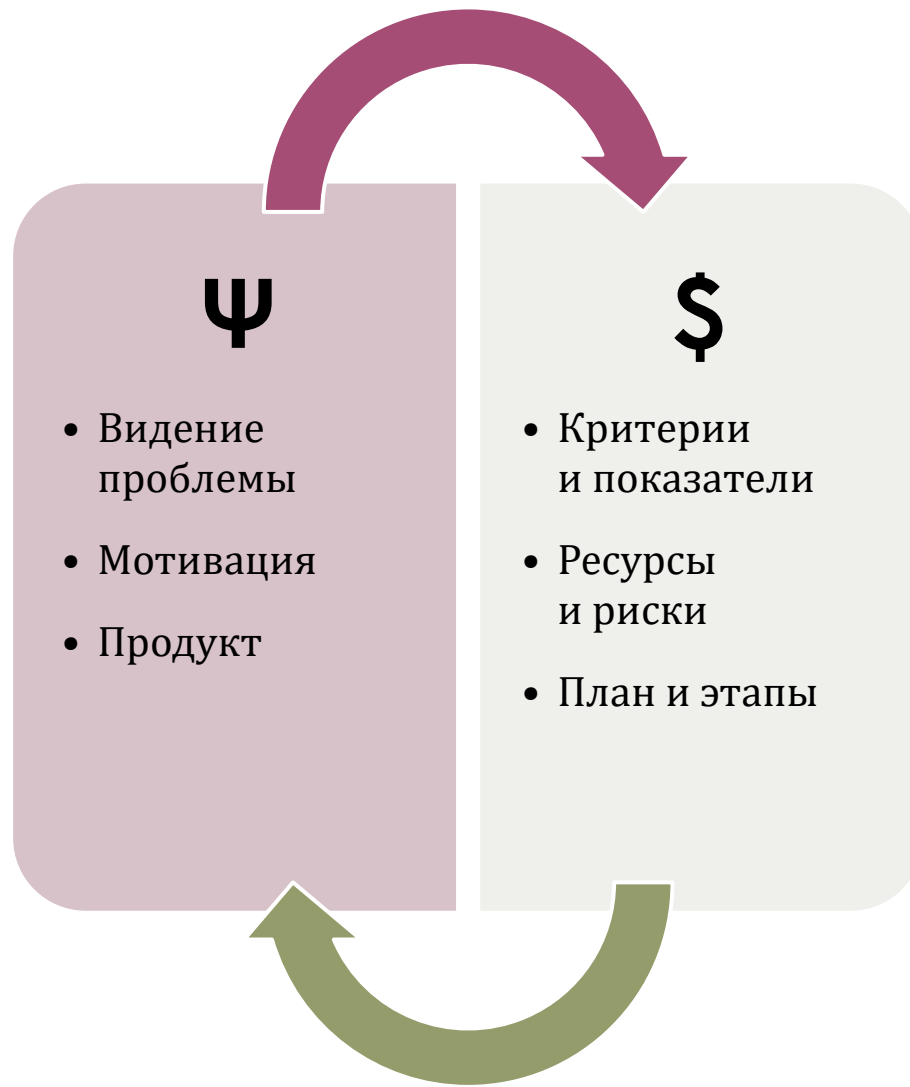 Ψ
• Видение
проблемы
• Мотивация
• Продукт
$
• Критерии
и показатели
• Ресурсы
и риски
• План и этапы